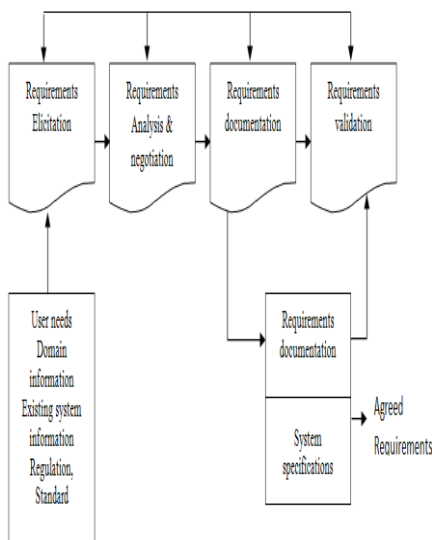 Requirements
Elicitation
Requirements
Analysis &
negotiation
Requirements
documentation
Requirements
validation
User needs
Domain
information
Existing system
information
Regulation,
Standard
Requirements
documentation
System
specifications
Agreed
Requirements